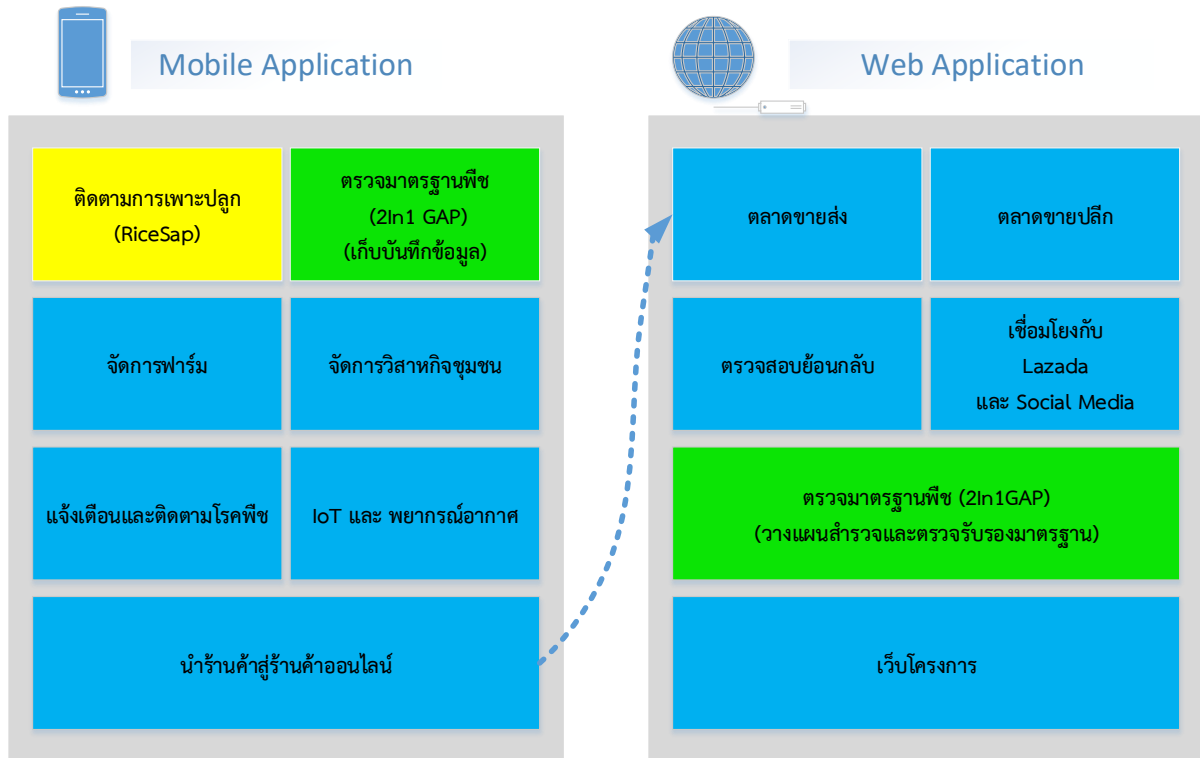 Mobile Application
ติดตามการเพาะปลูก
(RiceSap)
ตรวจมาตรฐานพืช
(2In1 GAP)
(เก็บบันทึกข้อมูล)
จัดการฟาร์ม
จัดการวิสาหกิจชุมชน
แจ้งเตือนและติดตามโรคพืช
IoT และ พยากรณ์อากาศ
นำร้านค้าสู่ร้านค้าออนไลน์
Web Application
ตลาดขายส่ง
ตลาดขายปลีก
ตรวจสอบย้อนกลับ
เชื่อมโยงกับ
Lazada
และ Social Media
ตรวจมาตรฐานพืช (2In1GAP)
(วางแผนสำรวจและตรวจรับรองมาตรฐาน)
เว็บโครงการ